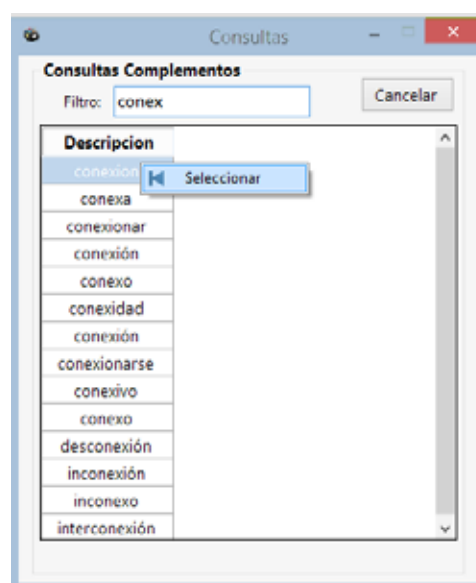 Consultas
Consultas Complementos
Filtro: conex
Cancelar
Descripcion
Seleccionar
conexa
conexionar
conexión
conexo
conexidad
conexión
conexionarse
conexivo
conexo
desconexión
inconexión
inconexo
interconexión